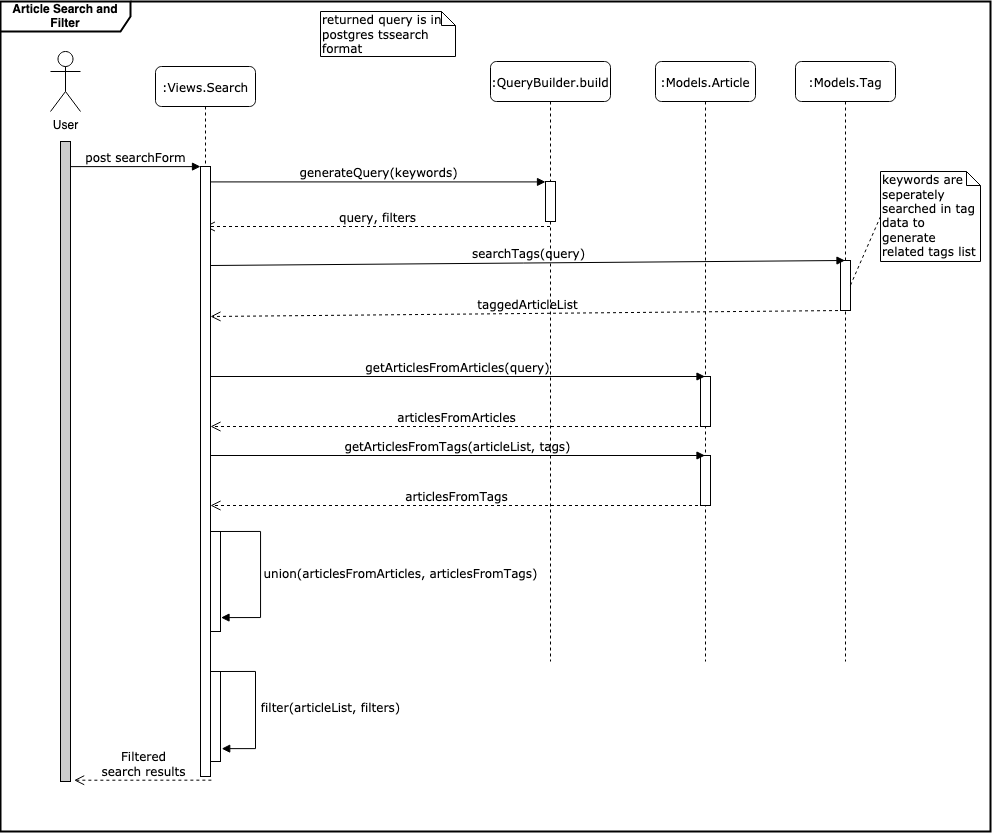 Article Search and
Filter
returned query is in
postgres tssearch
format
:Views.Search
:QueryBuilder.build
:Models.Article
:Models.Tag
User
post searchForm
generateQuery(keywords)
keywords are
seperately
searched in tag
data to
generate
related tags list
query, filters
searchTags(query)
taggedArticleList
getArticlesFromArticles(query)
articlesFromArticles
getArticlesFromTags(articleList, tags)
articlesFromTags
union(articlesFromArticles, articlesFromTags)
filter(articleList, filters)
Filtered
search results